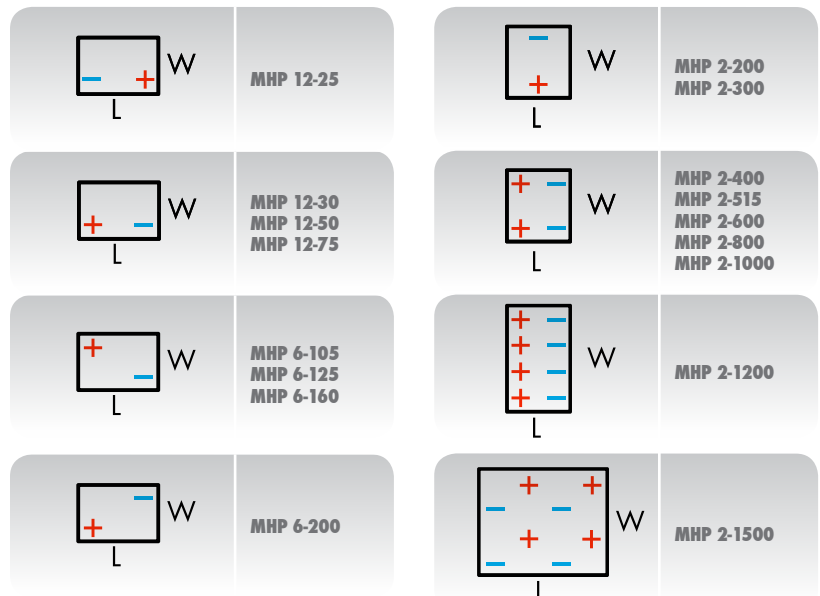 W
L
MHP 12-25
W
L
MHP 12-30
MHP 12-50
MHP 12-75
W
L
MHP 6-105
MHP 6-125
MHP 6-160
W
L
MHP 6-200
W
L
MHP 2-200
MHP 2-300
W
L
MHP 2-400
MHP 2-515
MHP 2-600
MHP 2-800
MHP 2-1000
W
L
MHP 2-1200
W
L
MHP 2-1500